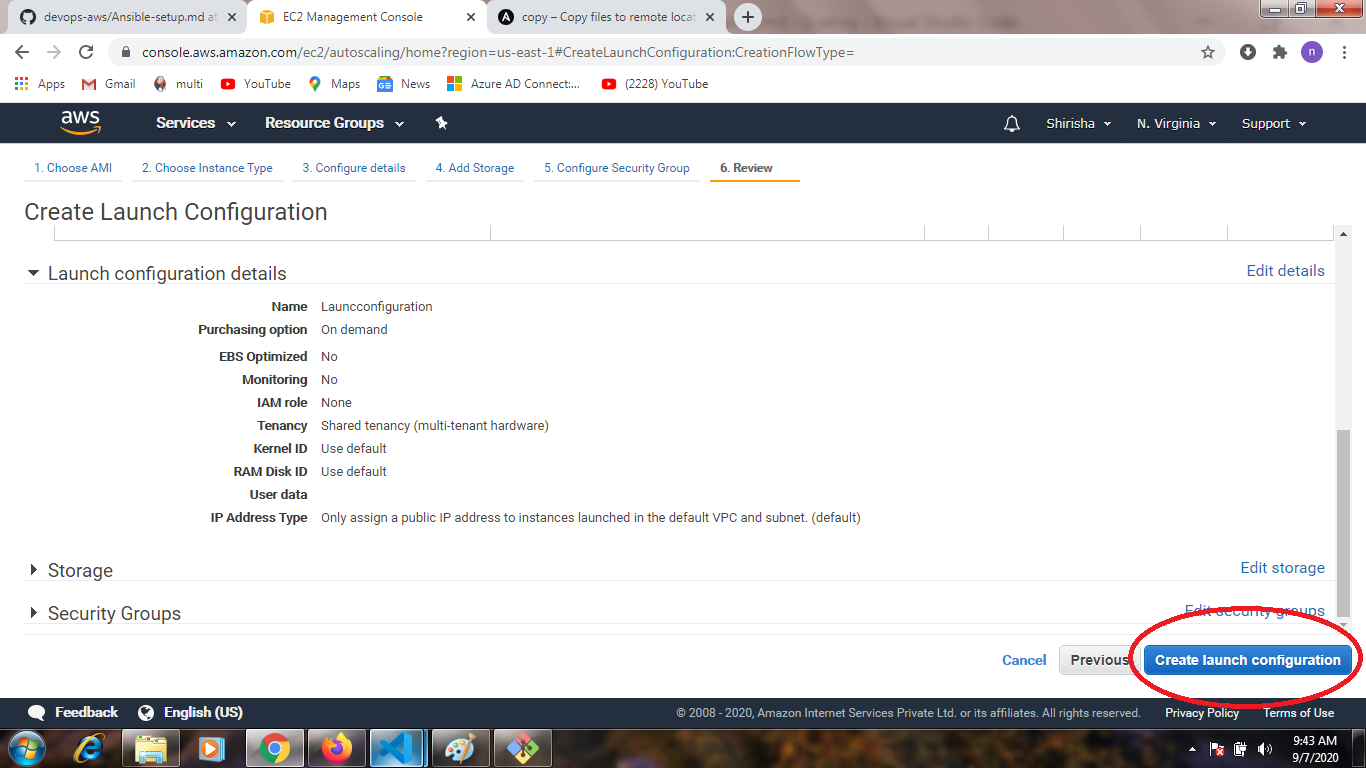 devops-aws/Ansible-setup.md at
EC2 Management Console
copy – Copy files to remote locat
console.aws.amazon.com/ec2/autoscaling/home?region=us-east-1#CreateLaunchConfiguration:CreationFlowType=
n
Apps Gmail multi YouTube Maps News Azure AD Connect:... (2228) YouTube
aws Services Resource Groups Shirisha N. Virginia Support
1. Choose AMI 2. Choose Instance Type 3. Configure details 4. Add Storage 5. Configure Security Group 6. Review
Create Launch Configuration
Launch configuration details Edit details
Name Launcconfiguration
Purchasing option On demand
EBS Optimized No
Monitoring No
IAM role None
Tenancy Shared tenancy (multi-tenant hardware)
Kernel ID Use default
RAM Disk ID Use default
User data
IP Address Type Only assign a public IP address to instances launched in the default VPC and subnet. (default)
Storage Edit storage
Security Groups Edit security groups
Cancel Previous Create launch configuration
Feedback English (US) © 2008 - 2020, Amazon Internet Services Private Ltd. or its affiliates. All rights reserved. Privacy Policy Terms of Use
9:43 AM
9/7/2020